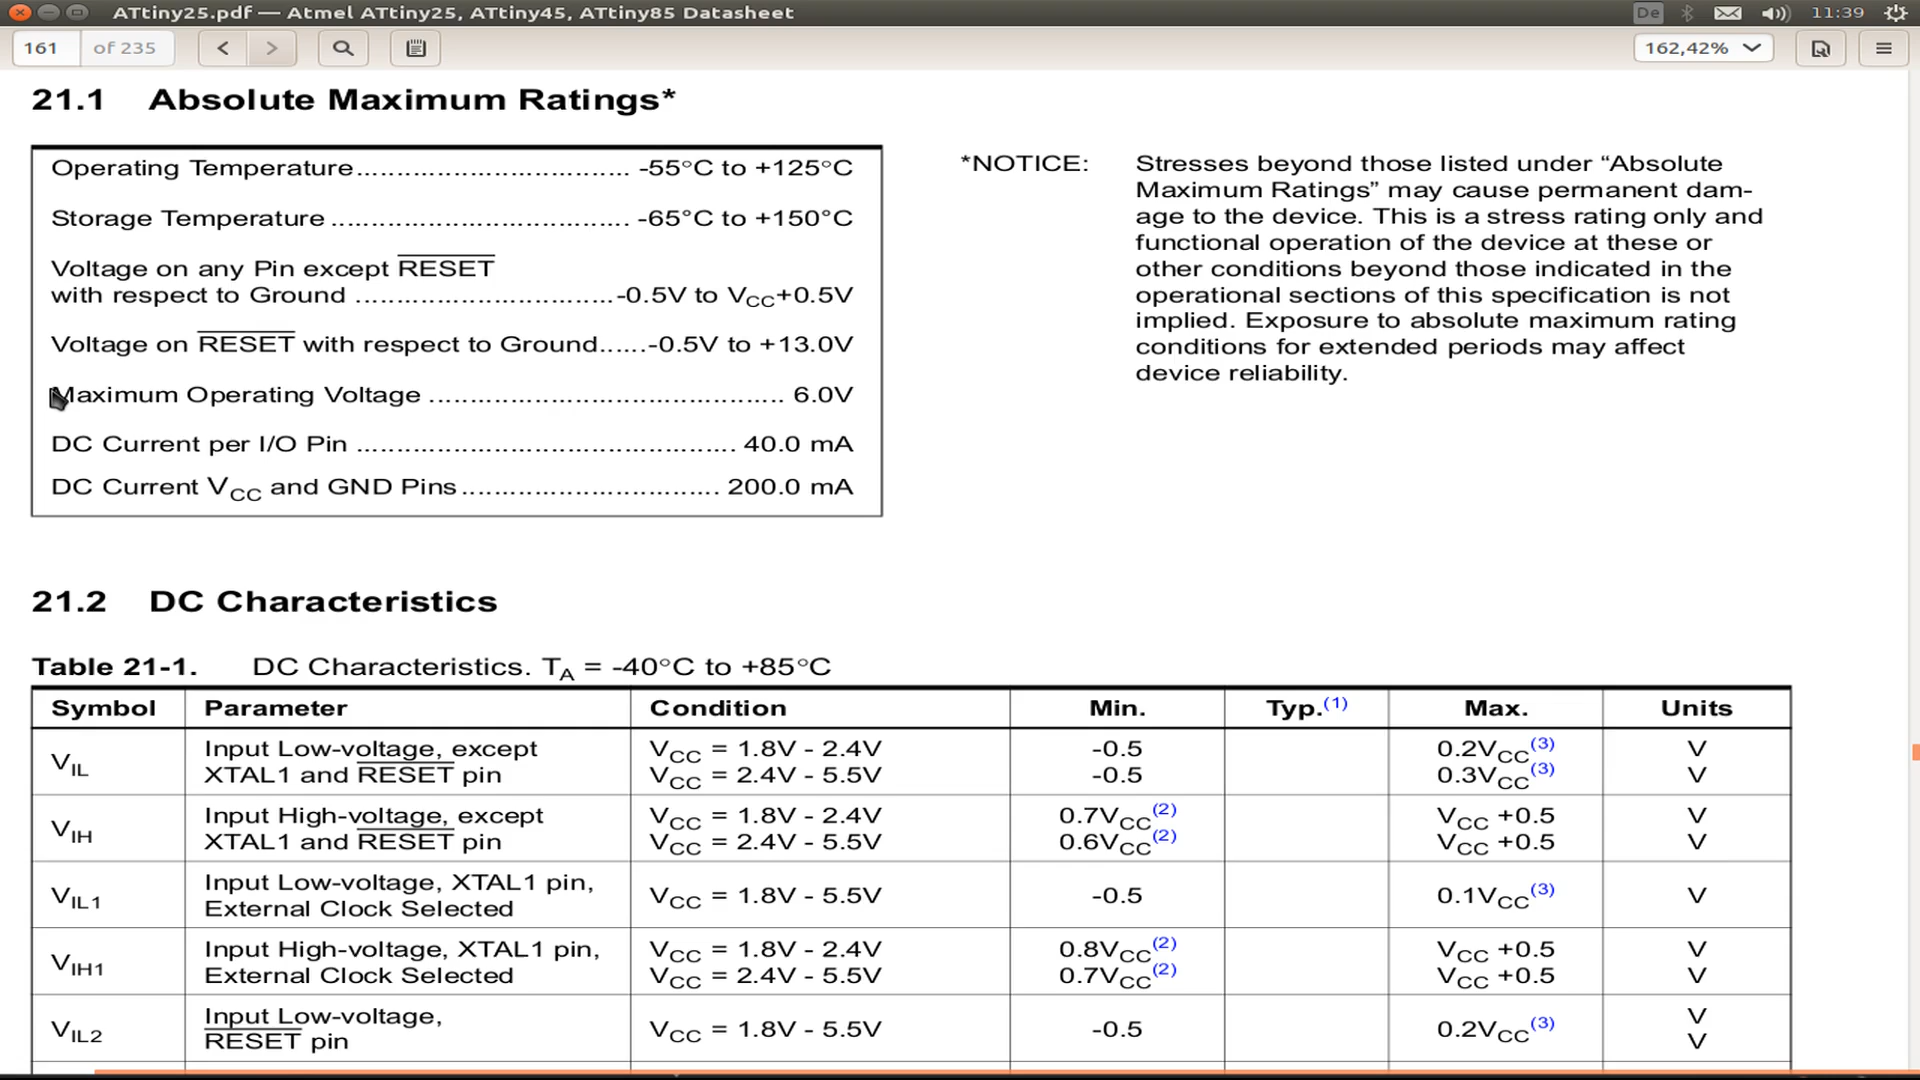 ATtiny25.pdf — Atmel ATtiny25, ATtiny45, ATtiny85 Datasheet
De
11:39
161
of 235
162,42%
21.1 Absolute Maximum Ratings*
Operating Temperature.................................. -55°C to +125°C
Storage Temperature ..................................... -65°C to +150°C
Voltage on any Pin except RESET
with respect to Ground ................................-0.5V to VCC+0.5V
Voltage on RESET with respect to Ground......-0.5V to +13.0V
Maximum Operating Voltage ............................................ 6.0V
DC Current per I/O Pin ............................................... 40.0 mA
DC Current VCC and GND Pins................................ 200.0 mA
*NOTICE: Stresses beyond those listed under “Absolute
Maximum Ratings” may cause permanent dam-
age to the device. This is a stress rating only and
functional operation of the device at these or
other conditions beyond those indicated in the
operational sections of this specification is not
implied. Exposure to absolute maximum rating
conditions for extended periods may affect
device reliability.
21.2 DC Characteristics
Table 21-1. DC Characteristics. TA = -40°C to +85°C
Symbol Parameter Condition Min. Typ.(1) Max. Units
VIL Input Low-voltage, except XTAL1 and RESET pin VCC = 1.8V - 2.4V -0.5 0.2VCC(3) V
VCC = 2.4V - 5.5V -0.5 0.3VCC(3) V
VIH Input High-voltage, except XTAL1 and RESET pin VCC = 1.8V - 2.4V 0.7VCC(2) VCC +0.5 V
VCC = 2.4V - 5.5V 0.6VCC(2) VCC +0.5 V
VIL1 Input Low-voltage, XTAL1 pin, External Clock Selected VCC = 1.8V - 5.5V -0.5 0.1VCC(3) V
VIH1 Input High-voltage, XTAL1 pin, External Clock Selected VCC = 1.8V - 2.4V 0.8VCC(2) VCC +0.5 V
VCC = 2.4V - 5.5V 0.7VCC(2) VCC +0.5 V
VIL2 Input Low-voltage, RESET pin VCC = 1.8V - 5.5V -0.5 0.2VCC(3) V
V